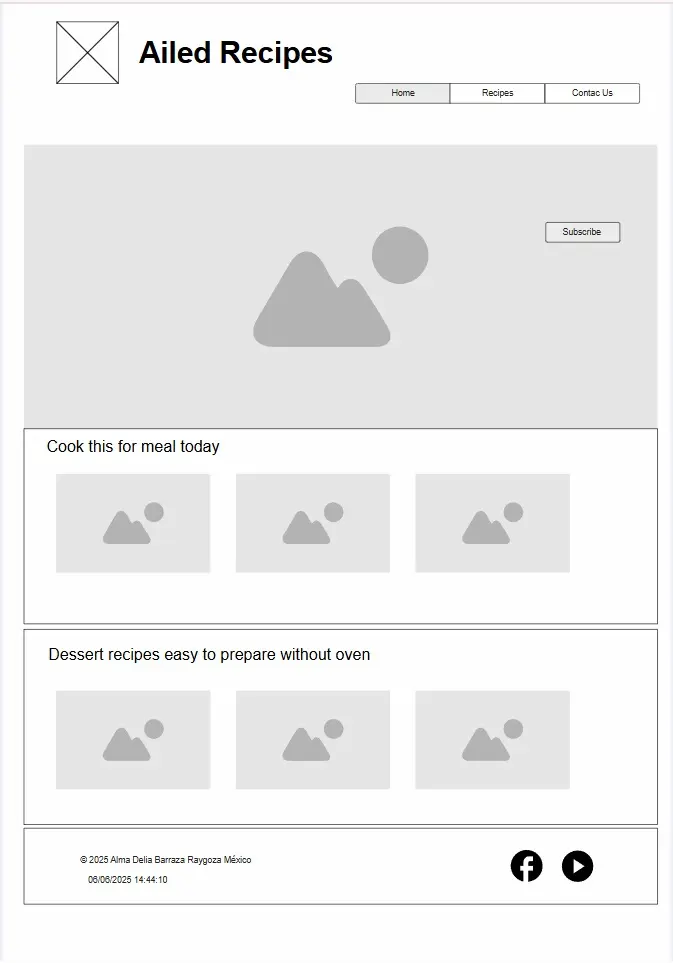 Ailed Recipes
Home
Recipes
Contac Us
Subscribe
Cook this for meal today
Dessert recipes easy to prepare without oven
© 2025 Alma Delia Barraza Raygoza México
06/06/2025 14:44:10